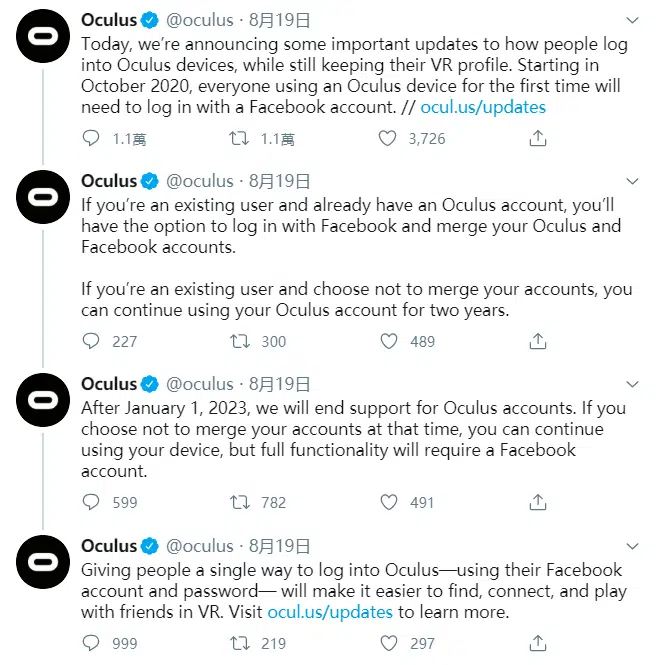 Oculus @oculus · 8月19日
Today, we’re announcing some important updates to how people log
into Oculus devices, while still keeping their VR profile. Starting in
October 2020, everyone using an Oculus device for the first time will
need to log in with a Facebook account. // ocul.us/updates
1.1萬 1.1萬 3,726
Oculus @oculus · 8月19日
If you’re an existing user and already have an Oculus account, you’ll
have the option to log in with Facebook and merge your Oculus and
Facebook accounts.
If you’re an existing user and choose not to merge your accounts, you
can continue using your Oculus account for two years.
227 300 489
Oculus @oculus · 8月19日
After January 1, 2023, we will end support for Oculus accounts. If you
choose not to merge your accounts at that time, you can continue
using your device, but full functionality will require a Facebook
account.
599 782 491
Oculus @oculus · 8月19日
Giving people a single way to log into Oculus—using their Facebook
account and password— will make it easier to find, connect, and play
with friends in VR. Visit ocul.us/updates to learn more.
999 219 297